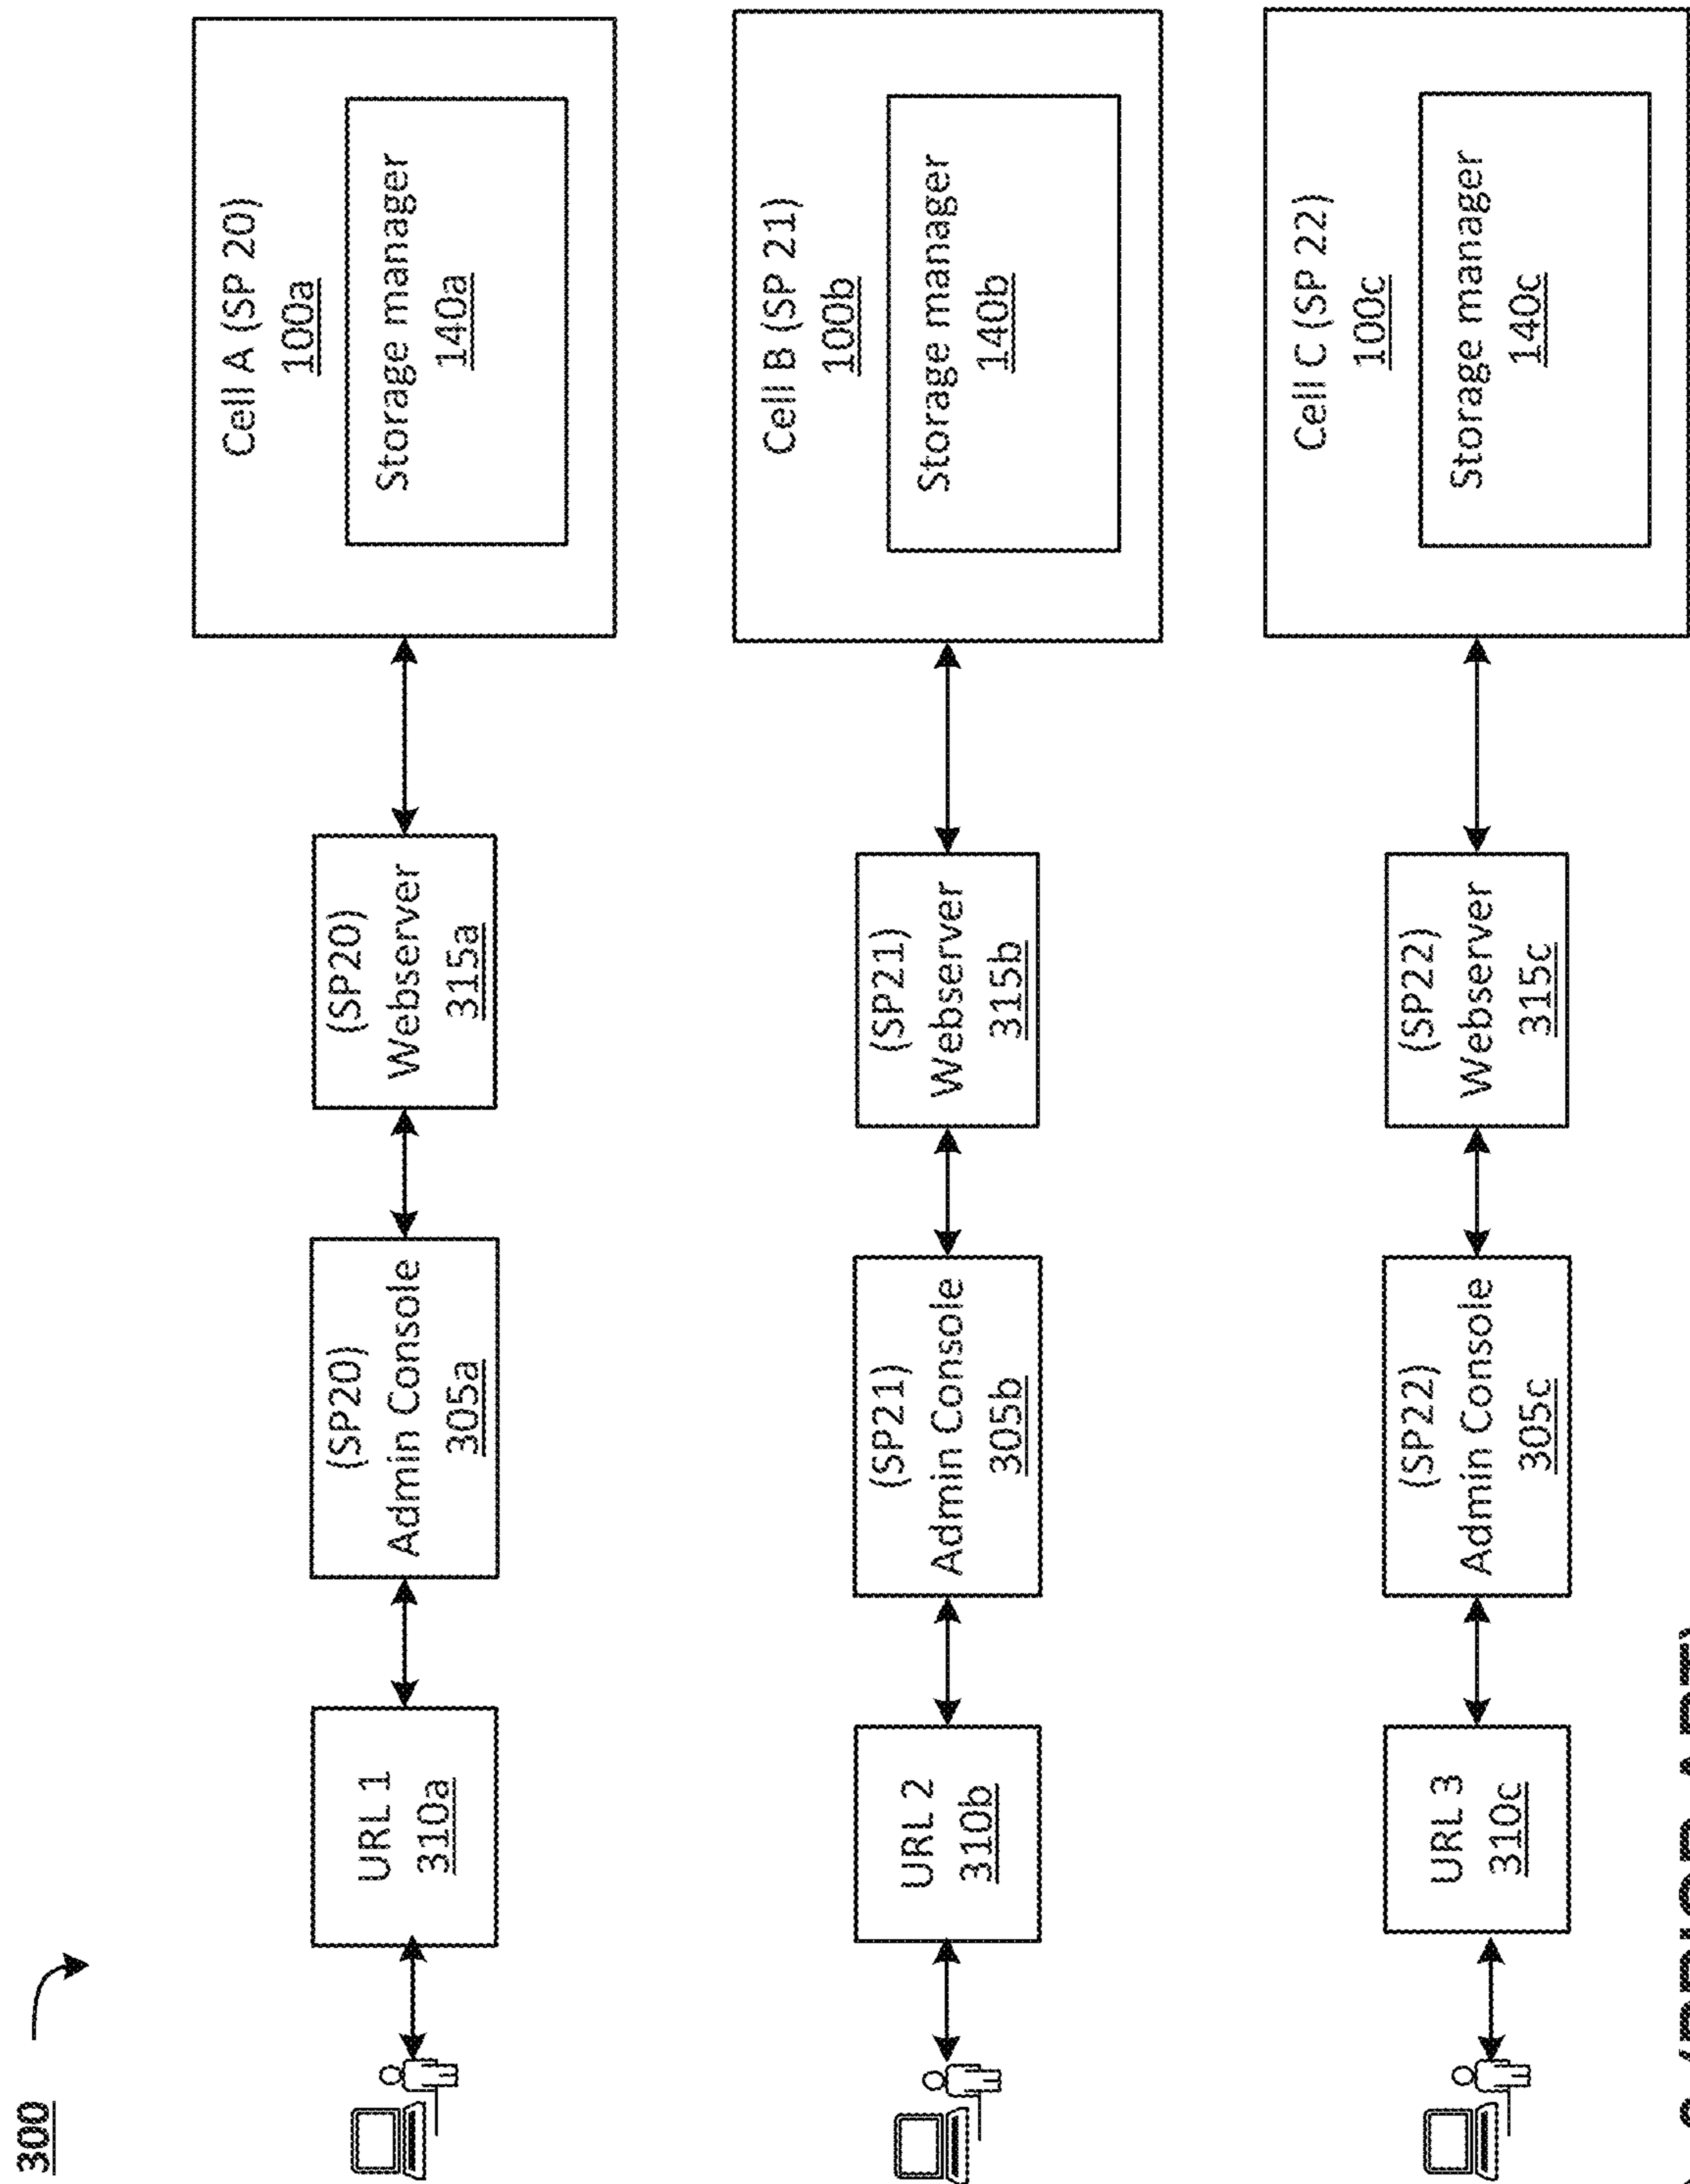 300
URL 1
310a
(SP20)
Admin Console
305a
(SP20)
Webserver
315a
Cell A (SP 20)
100a
Storage manager
140a
URL 2
310b
(SP21)
Admin Console
305b
(SP21)
Webserver
315b
Cell B (SP 21)
100b
Storage manager
140b
URL 3
310c
(SP22)
Admin Console
305c
(SP22)
Webserver
315c
Cell C (SP 22)
100c
Storage manager
140c
(PRIOR ART)